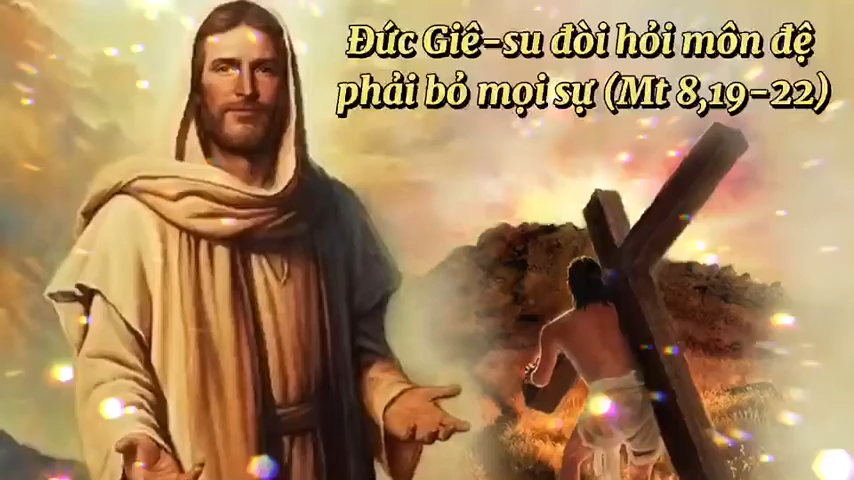 Đức Giê-su đòi hỏi môn đệ
phải bỏ mọi sự (Mt 8,19-22)